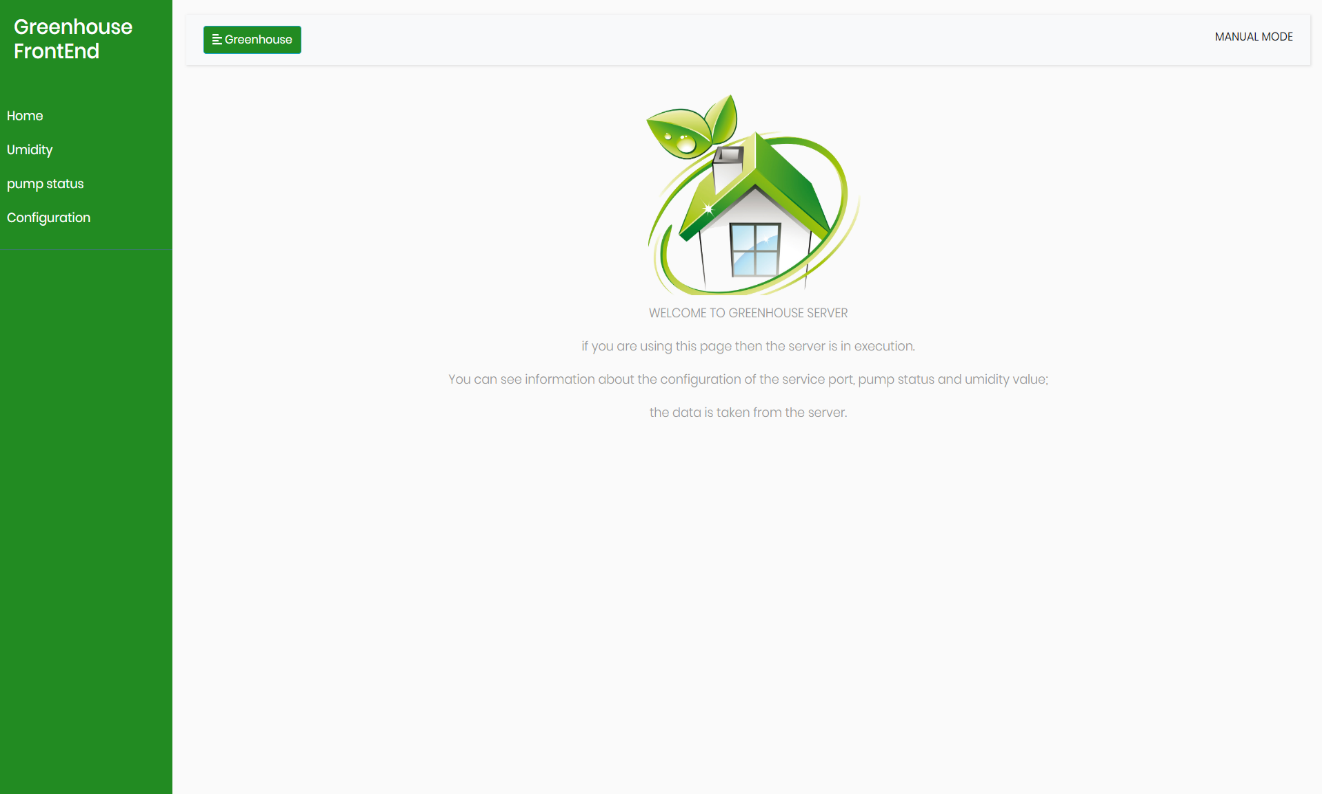 Greenhouse
FrontEnd
Home
Umidity
pump status
Configuration
Greenhouse
MANUAL MODE
WELCOME TO GREENHOUSE SERVER
if you are using this page then the server is in execution.
You can see information about the configuration of the service port, pump status and umidity value;
the data is taken from the server.